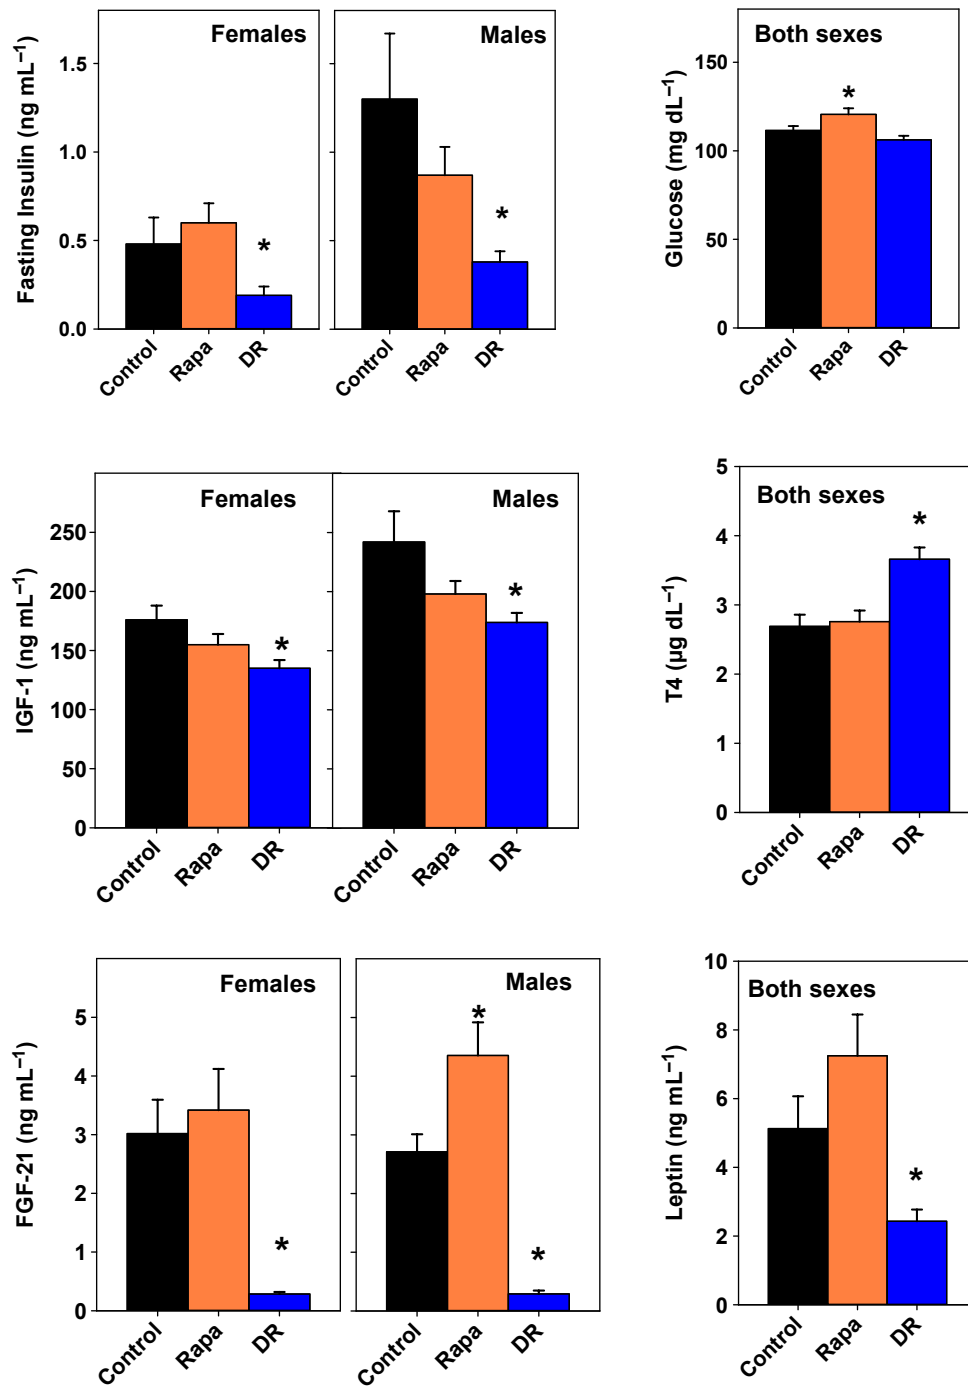 Fasting Insulin (ng mL⁻¹)
1.5
1.0
0.5
0.0
Females
*
Control
Rapa
DR
Males
*
Control
Rapa
DR
Glucose (mg dL⁻¹)
150
100
50
0
Both sexes
*
Control
Rapa
DR
IGF-1 (ng mL⁻¹)
250
200
150
100
50
0
Females
*
Control
Rapa
DR
Males
*
Control
Rapa
DR
T4 (µg dL⁻¹)
5
4
3
2
1
0
Both sexes
*
Control
Rapa
DR
FGF-21 (ng mL⁻¹)
5
4
3
2
1
0
Females
*
Control
Rapa
DR
Males
*
*
Control
Rapa
DR
Leptin (ng mL⁻¹)
10
8
6
4
2
0
Both sexes
*
Control
Rapa
DR